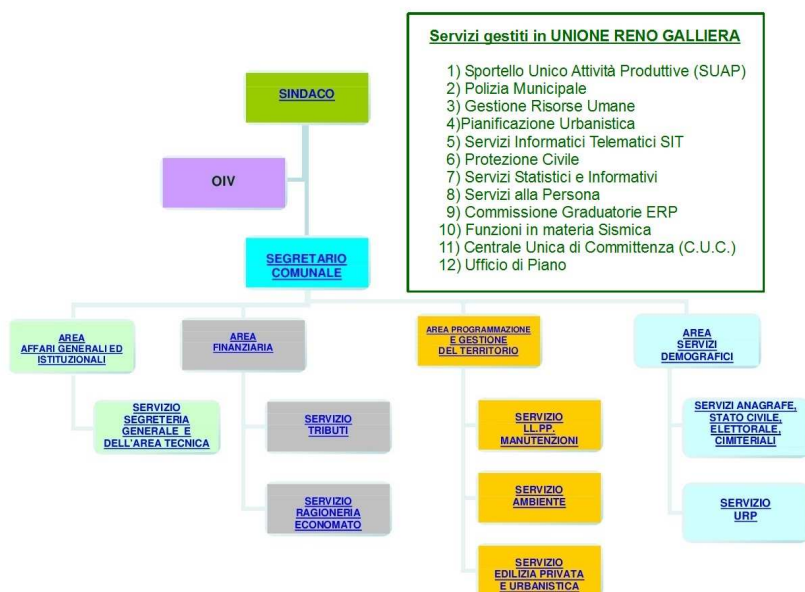 Servizi gestiti in UNIONE RENO GALLIERA
1) Sportello Unico Attività Produttive (SUAP)
2) Polizia Municipale
3) Gestione Risorse Umane
4)Pianificazione Urbanistica
5) Servizi Informatici Telematici SIT
6) Protezione Civile
7) Servizi Statistici e Informativi
8) Servizi alla Persona
9) Commissione Graduatorie ERP
10) Funzioni in materia Sismica
11) Centrale Unica di Committenza (C.U.C.)
12) Ufficio di Piano
SINDACO
OIV
SEGRETARIO
COMUNALE
AREA
AFFARI GENERALI ED
ISTITUZIONALI
AREA
FINANZIARIA
AREA PROGRAMMAZIONE
E GESTIONE
DEL TERRITORIO
AREA
SERVIZI
DEMOGRAFICI
SERVIZIO
SEGRETERIA
GENERALE E
DELL'AREA TECNICA
SERVIZIO
TRIBUTI
SERVIZIO
LL.PP.
MANUTENZIONI
SERVIZI ANAGRAFE,
STATO CIVILE,
ELETTORALE,
CIMITERIALI
SERVIZIO
RAGIONERIA
ECONOMATO
SERVIZIO
AMBIENTE
SERVIZIO
URP
SERVIZIO
EDILIZIA PRIVATA
E URBANISTICA